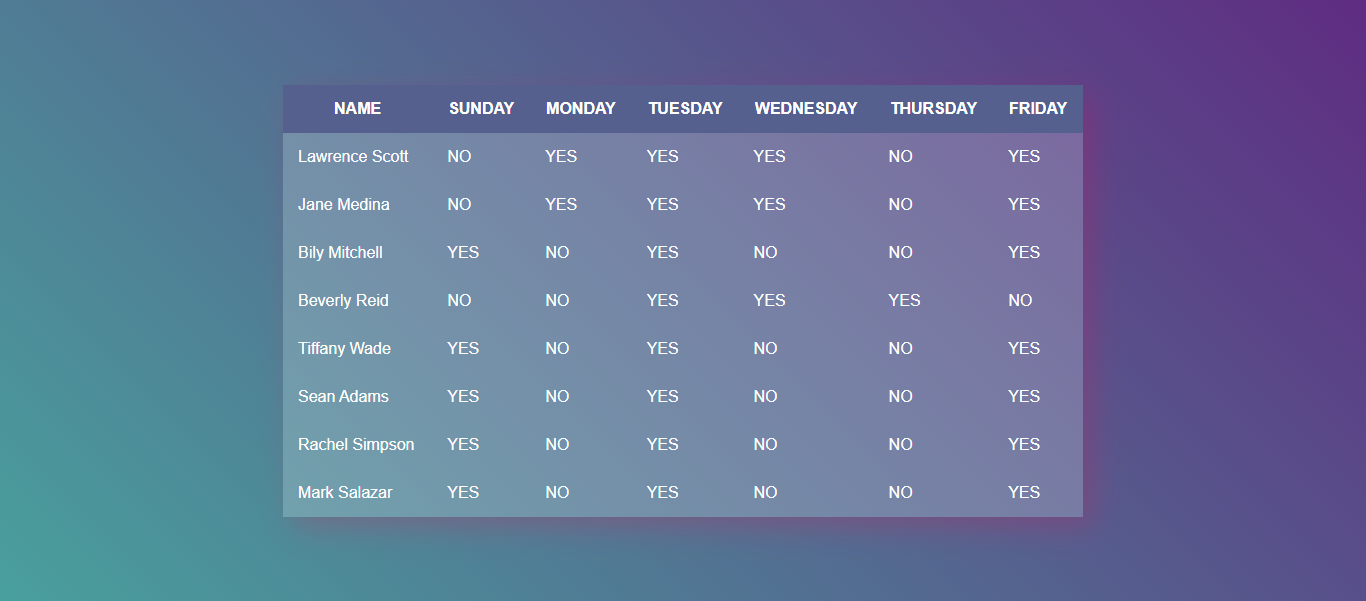 NAME SUNDAY MONDAY TUESDAY WEDNESDAY THURSDAY FRIDAY
Lawrence Scott NO YES YES YES NO YES
Jane Medina NO YES YES YES NO YES
Bily Mitchell YES NO YES NO NO YES
Beverly Reid NO NO YES YES YES NO
Tiffany Wade YES NO YES NO NO YES
Sean Adams YES NO YES NO NO YES
Rachel Simpson YES NO YES NO NO YES
Mark Salazar YES NO YES NO NO YES